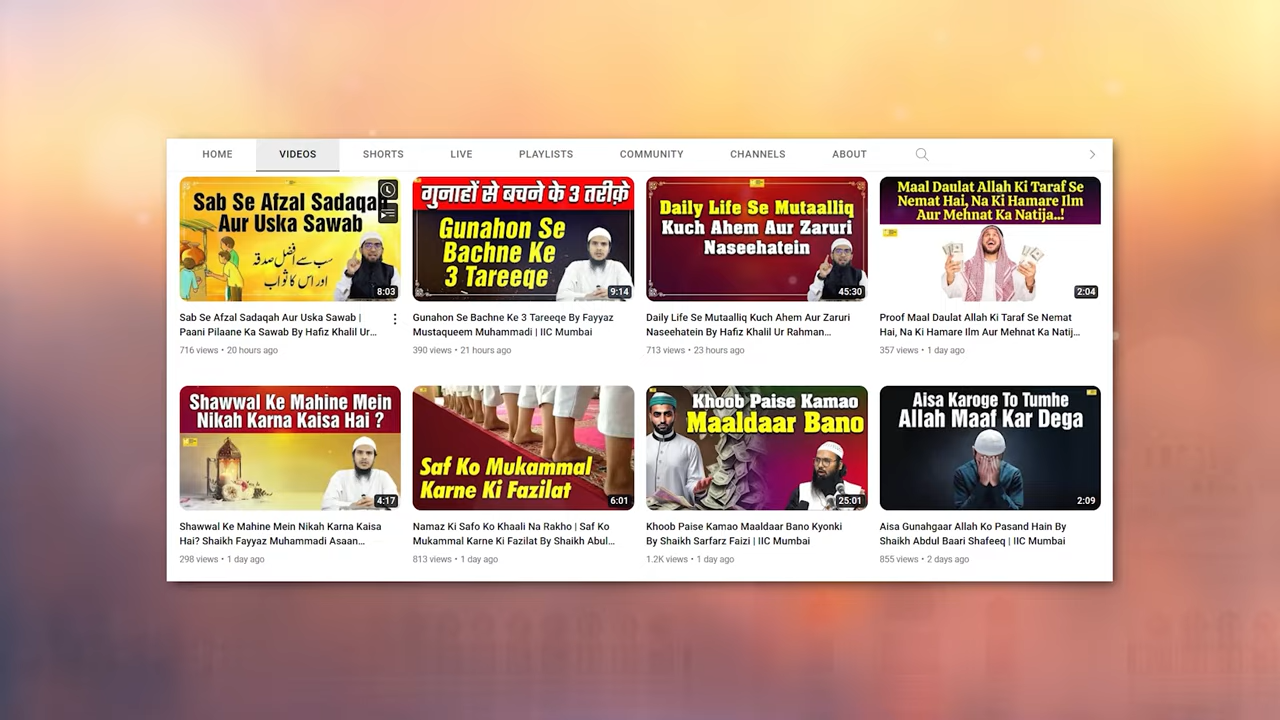 HOME VIDEOS SHORTS LIVE PLAYLISTS COMMUNITY CHANNELS ABOUT
Sab Se Afzal Sadaqah
Aur Uska Sawab
سب سے افضل صدقہ
اور اس کا ثواب
8:03
गुनाहों से बचने के 3 तरीक़े
Gunahon Se
Bachne Ke
3 Tareeqe
9:14
Daily Life Se Mutaalliq
Kuch Ahem Aur Zaruri
Naseehatein
45:30
Maal Daulat Allah Ki Taraf Se
Nemat Hai, Na Ki Hamare Ilm
Aur Mehnat Ka Natija..!
2:04
Sab Se Afzal Sadaqah Aur Uska Sawab |
Paani Pilaane Ka Sawab By Hafiz Khalil Ur...
716 views • 20 hours ago
Gunahon Se Bachne Ke 3 Tareeqe By Fayyaz
Mustaqueem Muhammadi | IIC Mumbai
390 views • 21 hours ago
Daily Life Se Mutaalliq Kuch Ahem Aur Zaruri
Naseehatein By Hafiz Khalil Ur Rahman...
713 views • 23 hours ago
Proof Maal Daulat Allah Ki Taraf Se Nemat
Hai, Na Ki Hamare Ilm Aur Mehnat Ka Natij...
357 views • 1 day ago
Shawwal Ke Mahine Mein
Nikah Karna Kaisa Hai ?
4:17
Saf Ko Mukammal
Karne Ki Fazilat
6:01
Khoob Paise Kamao
Maaldaar Bano
25:01
Aisa Karoge To Tumhe
Allah Maaf Kar Dega
2:09
Shawwal Ke Mahine Mein Nikah Karna Kaisa
Hai? Shaikh Fayyaz Muhammadi Asaan...
298 views • 1 day ago
Namaz Ki Safo Ko Khaali Na Rakho | Saf Ko
Mukammal Karne Ki Fazilat By Shaikh Abul...
813 views • 1 day ago
Khoob Paise Kamao Maaldaar Bano Kyonki
By Shaikh Sarfarz Faizi | IIC Mumbai
1.2K views • 1 day ago
Aisa Gunahgaar Allah Ko Pasand Hain By
Shaikh Abdul Baari Shafeeq | IIC Mumbai
855 views • 2 days ago